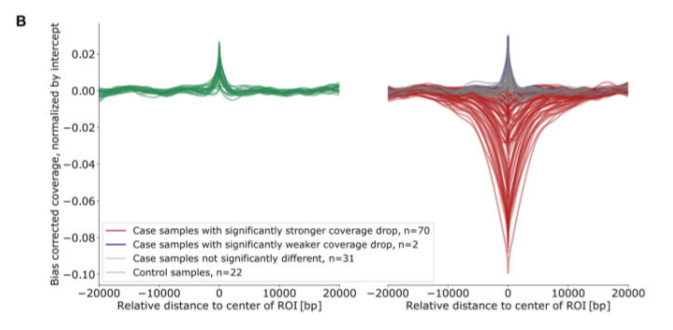 B
Bias corrected coverage, normalized by intercept
0.02
0.00
−0.02
−0.04
−0.06
−0.08
−0.10
Case samples with significantly stronger coverage drop, n=70
Case samples with significantly weaker coverage drop, n=2
Case samples not significantly different, n=31
Control samples, n=22
−20000 −10000 0 10000 20000
Relative distance to center of ROI [bp]
−20000 −10000 0 10000 20000
Relative distance to center of ROI [bp]